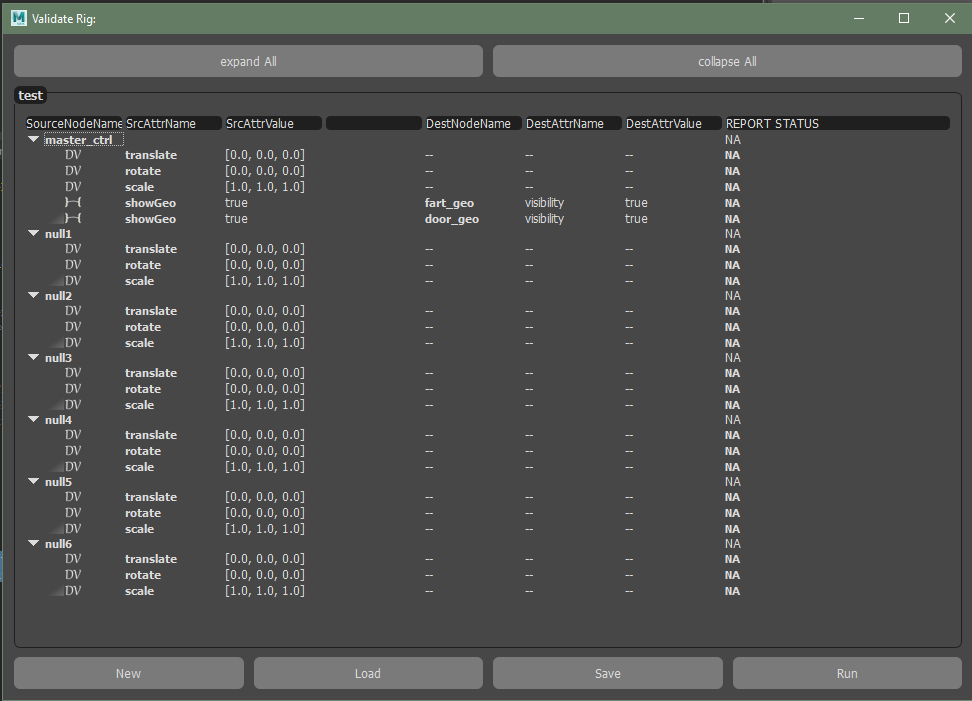 M Validate Rig:
expand All collapse All
test
SourceNodeName SrcAttrName SrcAttrValue DestNodeName DestAttrName DestAttrValue REPORT STATUS
master_ctrl NA
DV translate [0.0, 0.0, 0.0] -- -- -- NA
DV rotate [0.0, 0.0, 0.0] -- -- -- NA
DV scale [1.0, 1.0, 1.0] -- -- -- NA
showGeo true fart_geo visibility true NA
showGeo true door_geo visibility true NA
null1 NA
DV translate [0.0, 0.0, 0.0] -- -- -- NA
DV rotate [0.0, 0.0, 0.0] -- -- -- NA
DV scale [1.0, 1.0, 1.0] -- -- -- NA
null2 NA
DV translate [0.0, 0.0, 0.0] -- -- -- NA
DV rotate [0.0, 0.0, 0.0] -- -- -- NA
DV scale [1.0, 1.0, 1.0] -- -- -- NA
null3 NA
DV translate [0.0, 0.0, 0.0] -- -- -- NA
DV rotate [0.0, 0.0, 0.0] -- -- -- NA
DV scale [1.0, 1.0, 1.0] -- -- -- NA
null4 NA
DV translate [0.0, 0.0, 0.0] -- -- -- NA
DV rotate [0.0, 0.0, 0.0] -- -- -- NA
DV scale [1.0, 1.0, 1.0] -- -- -- NA
null5 NA
DV translate [0.0, 0.0, 0.0] -- -- -- NA
DV rotate [0.0, 0.0, 0.0] -- -- -- NA
DV scale [1.0, 1.0, 1.0] -- -- -- NA
null6 NA
DV translate [0.0, 0.0, 0.0] -- -- -- NA
DV rotate [0.0, 0.0, 0.0] -- -- -- NA
DV scale [1.0, 1.0, 1.0] -- -- -- NA
New Load Save Run